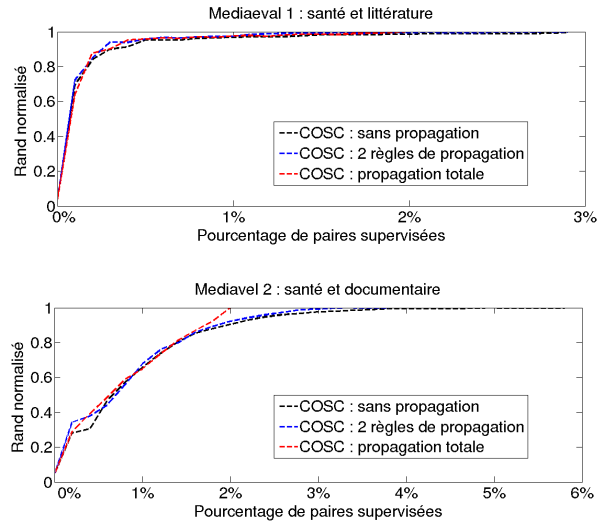 Mediaeval 1 : santé et littérature
Rand normalisé
1
0.8
0.6
0.4
0.2
COSC : sans propagation
COSC : 2 règles de propagation
COSC : propagation totale
0%
1%
2%
3%
Pourcentage de paires supervisées
Mediavel 2 : santé et documentaire
Rand normalisé
1
0.8
0.6
0.4
0.2
0
COSC : sans propagation
COSC : 2 règles de propagation
COSC : propagation totale
0%
1%
2%
3%
4%
5%
6%
Pourcentage de paires supervisées